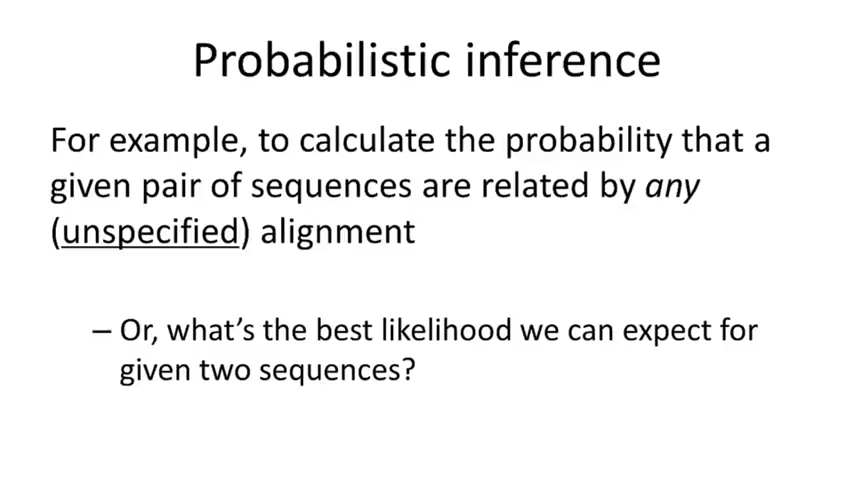 Probabilistic inference
For example, to calculate the probability that a
given pair of sequences are related by any
(unspecified) alignment
– Or, what’s the best likelihood we can expect for
given two sequences?